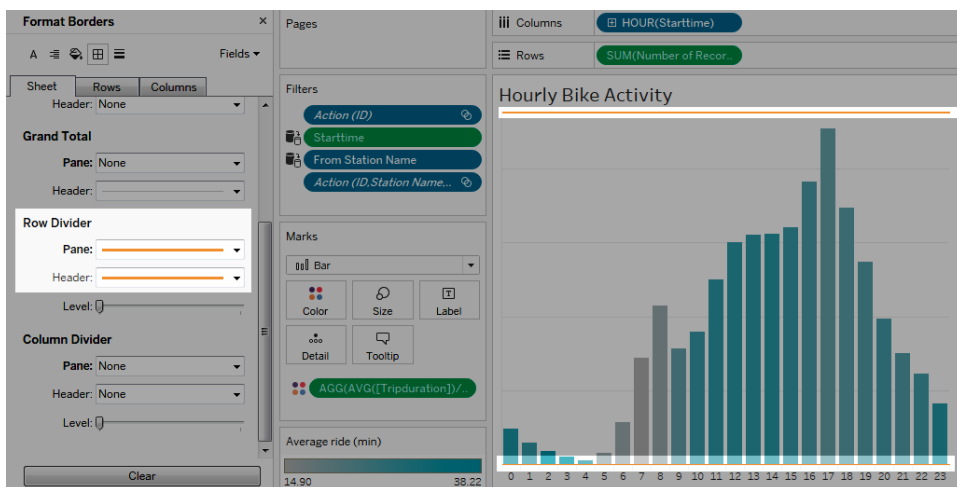 Format Borders ×
A Fields
Sheet Rows Columns
Header: None
Grand Total
Pane: None
Header:
Row Divider
Pane:
Header:
Level:
Column Divider
Pane: None
Header: None
Level:
Clear
Pages
Filters
Action (ID)
Starttime
From Station Name
Action (ID,Station Name...
Marks
Bar
Color Size Label
Detail Tooltip
AGG(AVG([Tripduration])/..
Average ride (min)
14.90 38.22
Columns HOUR(Starttime)
Rows SUM(Number of Recor..
Hourly Bike Activity
0 1 2 3 4 5 6 7 8 9 10 11 12 13 14 15 16 17 18 19 20 21 22 23